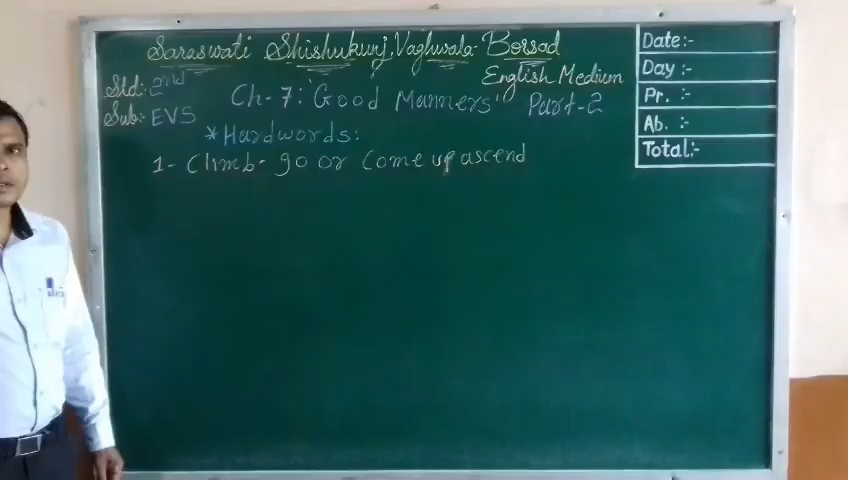 Saraswati Shishukunj, Vaghwala-Borsad
English Medium
Std:- 2nd
Sub:- EVS
Ch-7: Good Manners" Part-2
*Hardwords:
1- Climb- go or come up ascend
Date:-
Day:-
Pr. :-
Ab. :-
Total:-